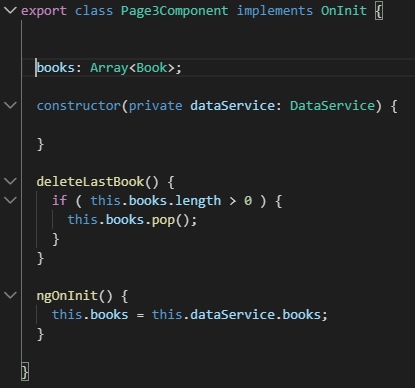 export class Page3Component implements OnInit {
books: Array<Book>;
constructor(private dataService: DataService) {
}
deleteLastBook() {
if ( this.books.length > 0 ) {
this.books.pop();
}
}
ngOnInit() {
this.books = this.dataService.books;
}
}